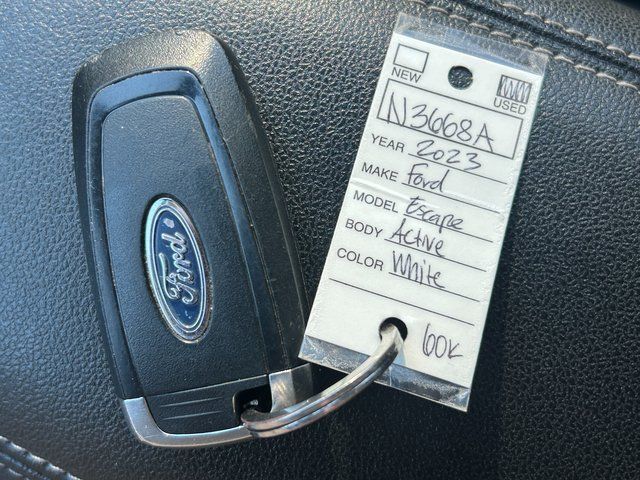 Ford
NEW
USED
N3668A
YEAR 2023
MAKE Ford
MODEL Escape
BODY Active
COLOR White
60k